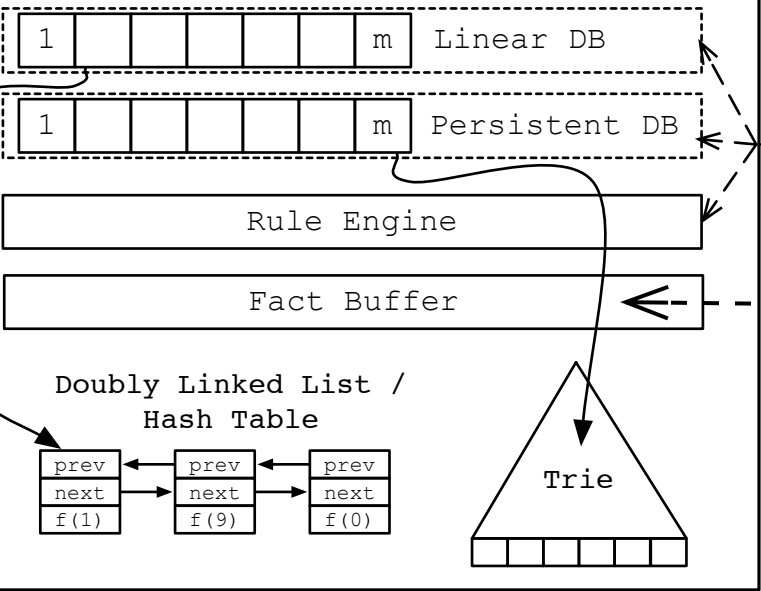 1 m Linear DB
1 m Persistent DB
Rule Engine
Fact Buffer
Doubly Linked List /
Hash Table
prev prev prev
next next next
f(1) f(9) f(0)
Trie